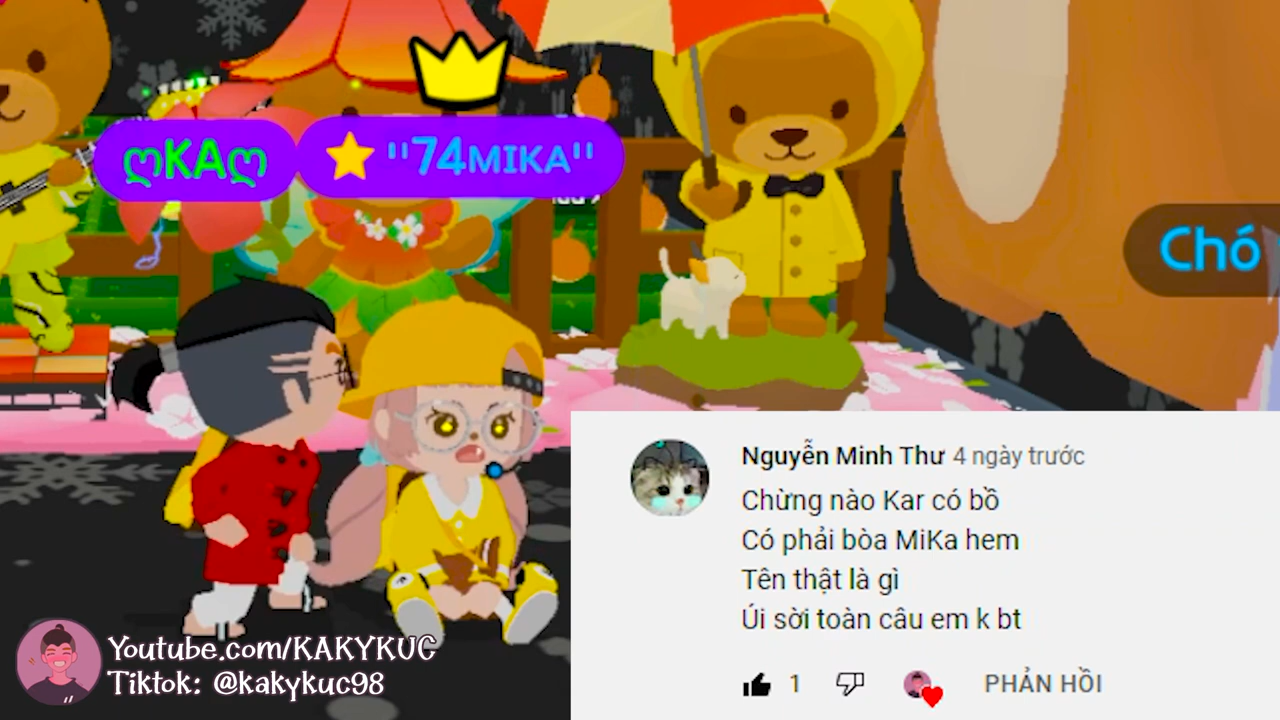 ღKAღ
"74MIKA"
Chó
Nguyễn Minh Thư 4 ngày trước
Chừng nào Kar có bồ
Có phải bòa MiKa hem
Tên thật là gì
Úi sời toàn câu em k bt
1
PHẢN HỒI
Youtube.com/KAKYKUC
Tiktok: @kakykuc98